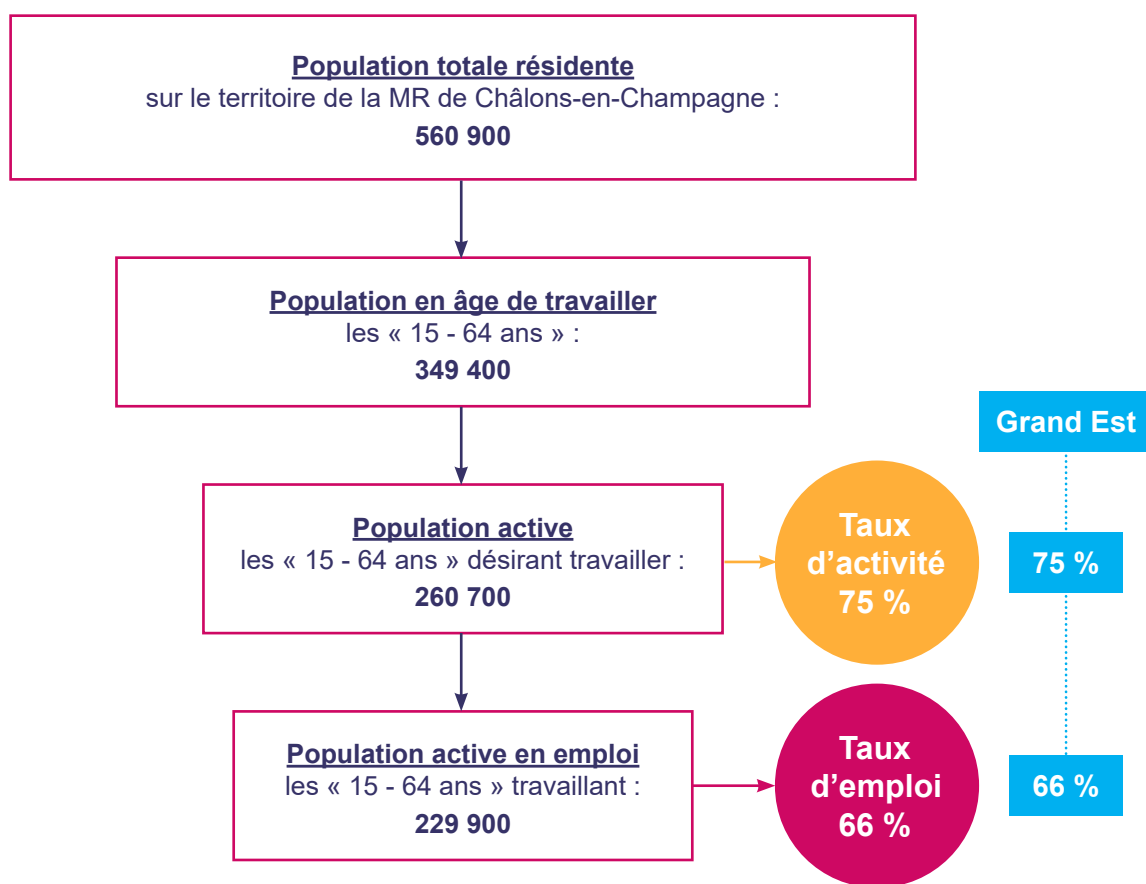 Population totale résidente
sur le territoire de la MR de Châlons-en-Champagne :
560 900
Population en âge de travailler
les « 15 - 64 ans » :
349 400
Grand Est
Population active
les « 15 - 64 ans » désirant travailler :
260 700
Taux
d’activité
75 %
75 %
Population active en emploi
les « 15 - 64 ans » travaillant :
229 900
Taux
d’emploi
66 %
66 %